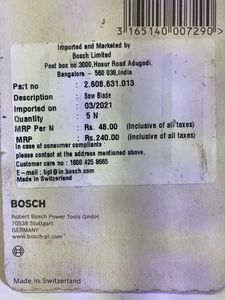 3 165140 007290 >
Imported and Marketed by
Bosch Limited
Post box no.3000,Hosur Road Adugodi,
Bangalore - 560 030,India
Part no : 2.608.631.013
Description : Saw Blade
Imported on : 03/2021
Quantity : 5 N
MRP Per N : Rs. 48.00 (Inclusive of all taxes)
MRP : Rs.240.00 (Inclusive of all taxes)
In case of consumer complaints
please contact at the address mentioned above.
Customer care no : 1800 425 8665
E-mail : bgt@in.bosch.com
Made in Switzerland
BOSCH
Robert Bosch Power Tools GmbH
70538 Stuttgart
GERMANY
www.bosch-pt.com
Made in Switzerland